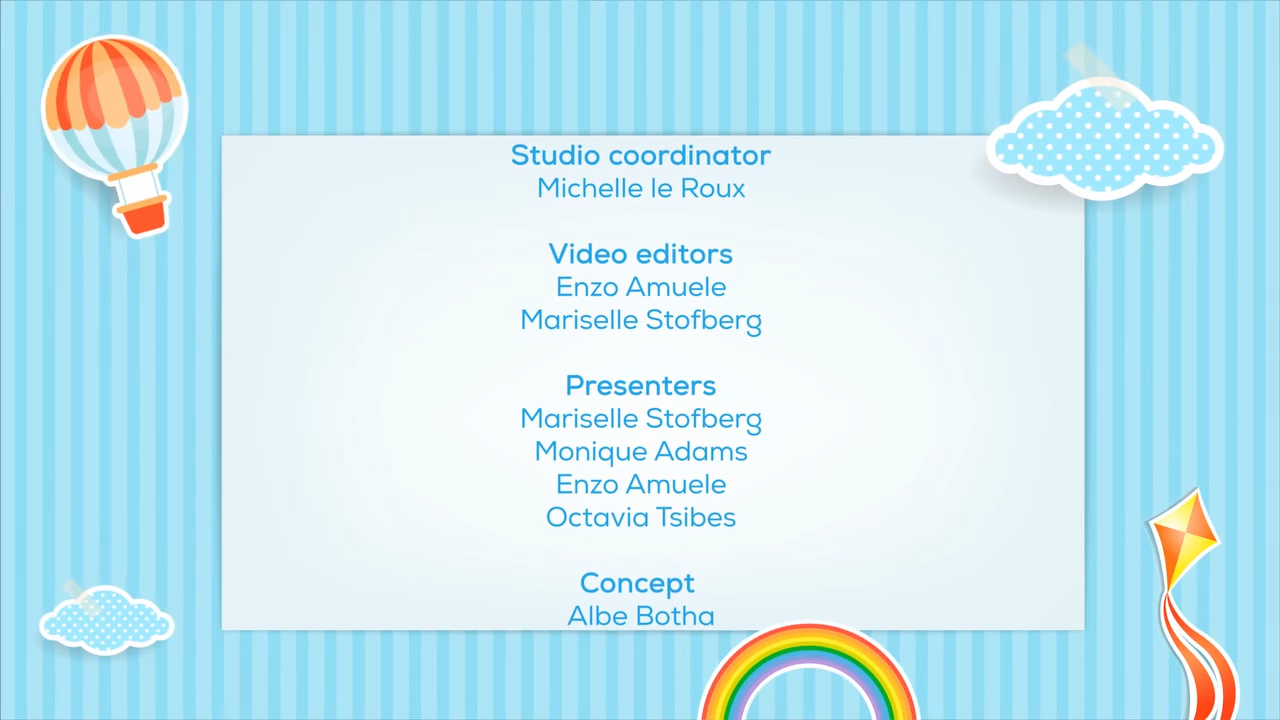 Studio coordinator
Michelle le Roux
Video editors
Enzo Amuele
Mariselle Stofberg
Presenters
Mariselle Stofberg
Monique Adams
Enzo Amuele
Octavia Tsibes
Concept
Albe Botha